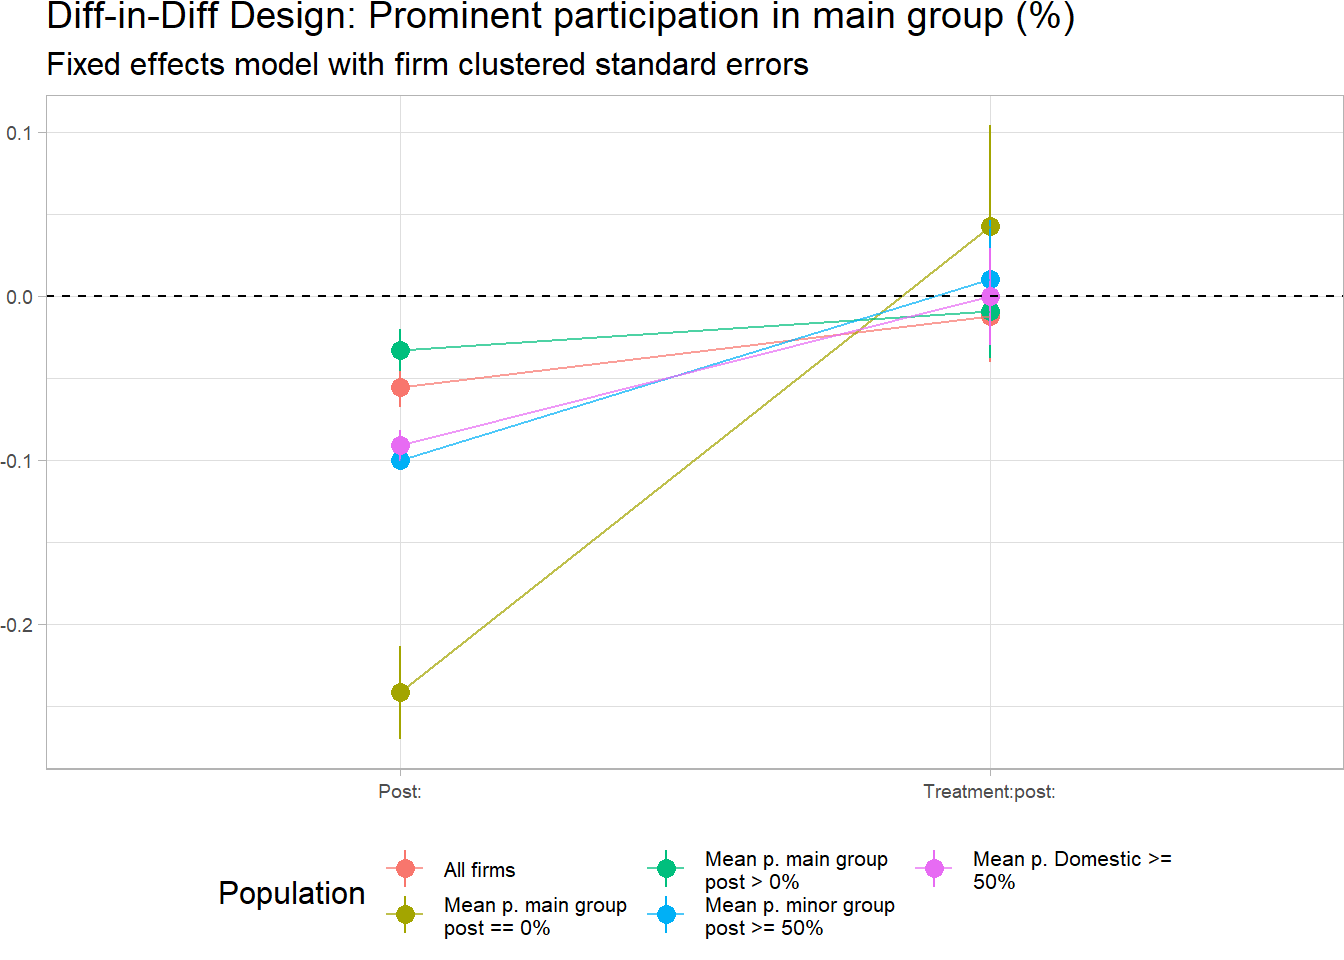 Diff-in-Diff Design: Prominent participation in main group (%)
Fixed effects model with firm clustered standard errors
0.1
0.0
-0.1
-0.2
Post:
Treatment:post:
Population
All firms
Mean p. main group
post == 0%
Mean p. main group
post > 0%
Mean p. minor group
post >= 50%
Mean p. Domestic >=
50%